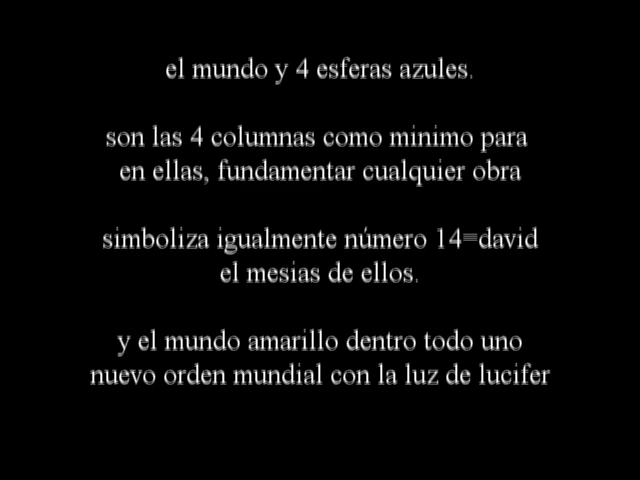 el mundo y 4 esferas azules.
son las 4 columnas como minimo para
en ellas, fundamentar cualquier obra
simboliza igualmente número 14=david
el mesias de ellos.
y el mundo amarillo dentro todo uno
nuevo orden mundial con la luz de lucifer